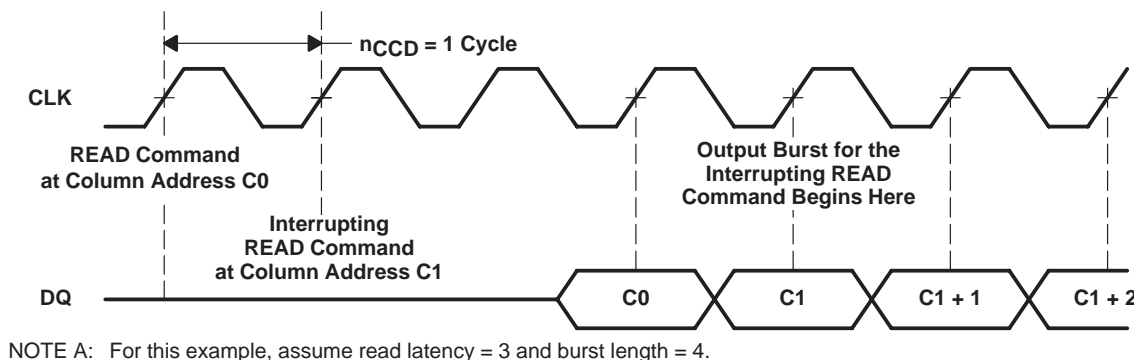 nCCD = 1 Cycle
CLK
READ Command
at Column Address C0
Output Burst for the
Interrupting READ
Command Begins Here
Interrupting
READ Command
at Column Address C1
DQ
C0
C1
C1 + 1
C1 + 2
NOTE A: For this example, assume read latency = 3 and burst length = 4.